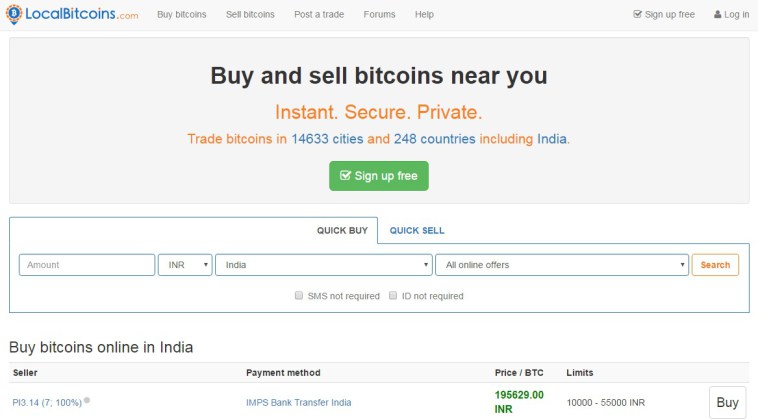 LocalBitcoins.com Buy bitcoins Sell bitcoins Post a trade Forums Help Sign up free Log in
Buy and sell bitcoins near you
Instant. Secure. Private.
Trade bitcoins in 14633 cities and 248 countries including India.
Sign up free
QUICK BUY QUICK SELL
Amount INR India All online offers Search
SMS not required ID not required
Buy bitcoins online in India
Seller Payment method Price / BTC Limits
PI3.14 (7; 100%) IMPS Bank Transfer India 195629.00 INR 10000 - 55000 INR Buy